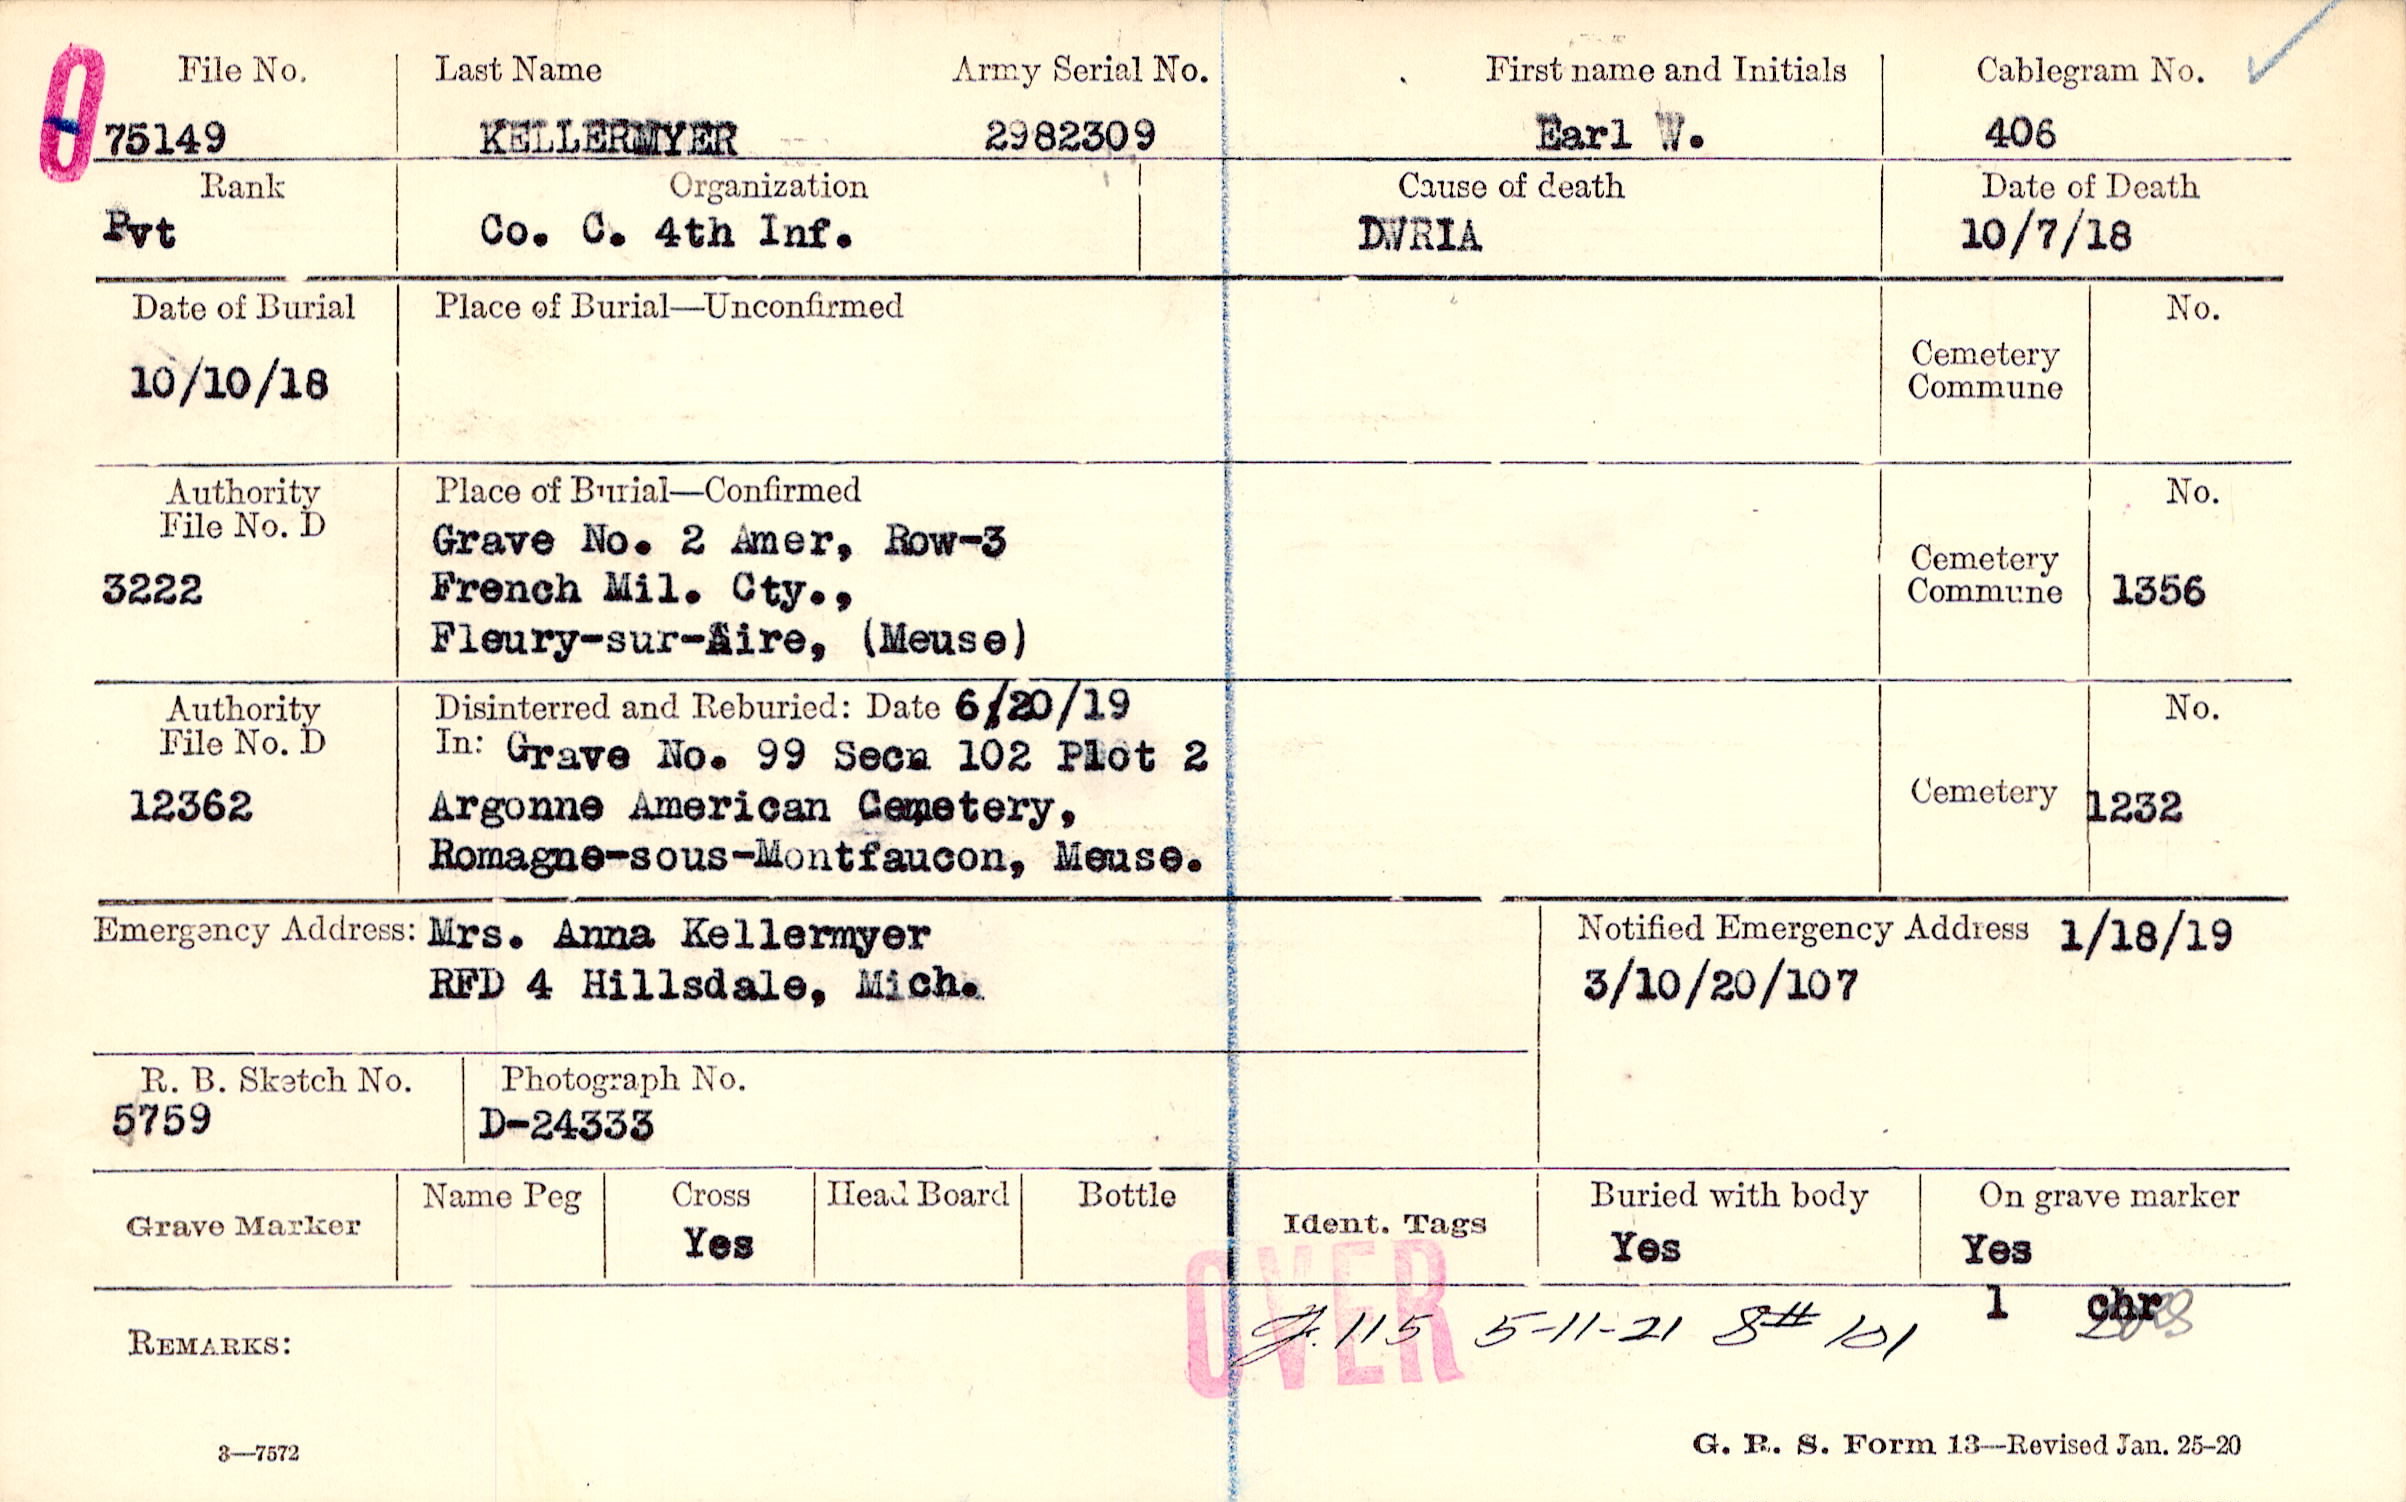 File No. Last Name Army Serial No. First name and Initials Cablegram No.
75149 KELLERMYER 2982309 Earl W. 406
Rank Organization Cause of death Date of Death
Pvt Co. C. 4th Inf. DWRIA 10/7/18
Date of Burial Place of Burial—Unconfirmed No.
10/10/18 Cemetery
Commune
Authority Place of Burial—Confirmed No.
File No. D
Grave No. 2 Amer, Row-3
3222 French Mil. Cty., Cemetery
Commune 1356
Fleury-sur-Aire, (Meuse)
Authority Disinterred and Reburied: Date 6/20/19 No.
File No. D In: Grave No. 99 Secn 102 Plot 2
12362 Argonne American Cemetery, Cemetery 1232
Romagne-sous-Montfaucon, Meuse.
Emergency Address: Mrs. Anna Kellermyer Notified Emergency Address 1/18/19
RFD 4 Hillsdale, Mich. 3/10/20/107
R. B. Sketch No. Photograph No.
5759 D-24333
Grave Marker Name Peg Cross Head Board Bottle Ident. Tags Buried with body On grave marker
Yes Yes Yes
1 chr
OVER
REMARKS: 115 5-11-21 8# 101
3—7572 G. R. S. Form 13—Revised Jan. 25-20